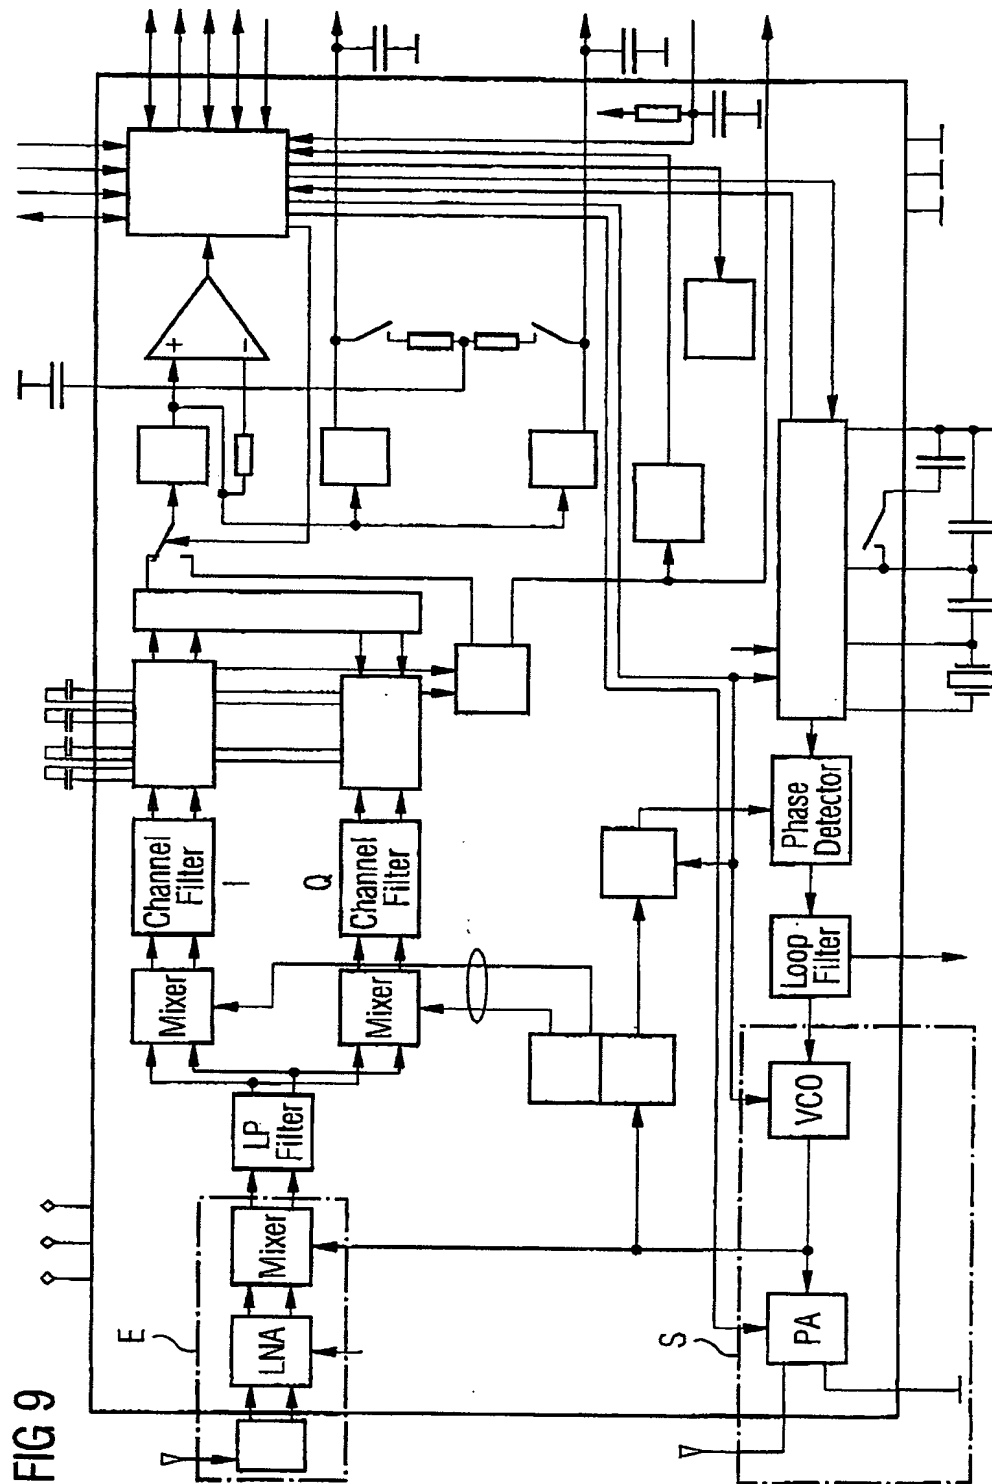 FIG 9
E
LNA
Mixer
LP
Filter
Mixer
Channel
Filter
I
Mixer
Channel
Filter
Q
+
−
S
PA
VCO
Loop
Filter
Phase
Detector